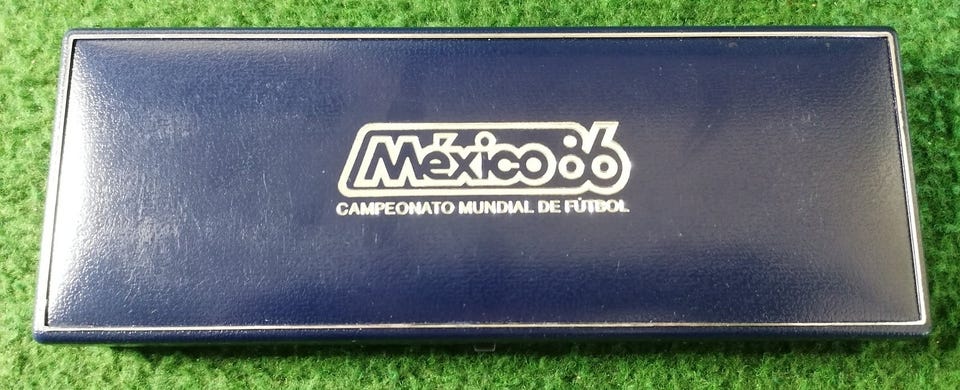 México 86
CAMPEONATO MUNDIAL DE FÚTBOL